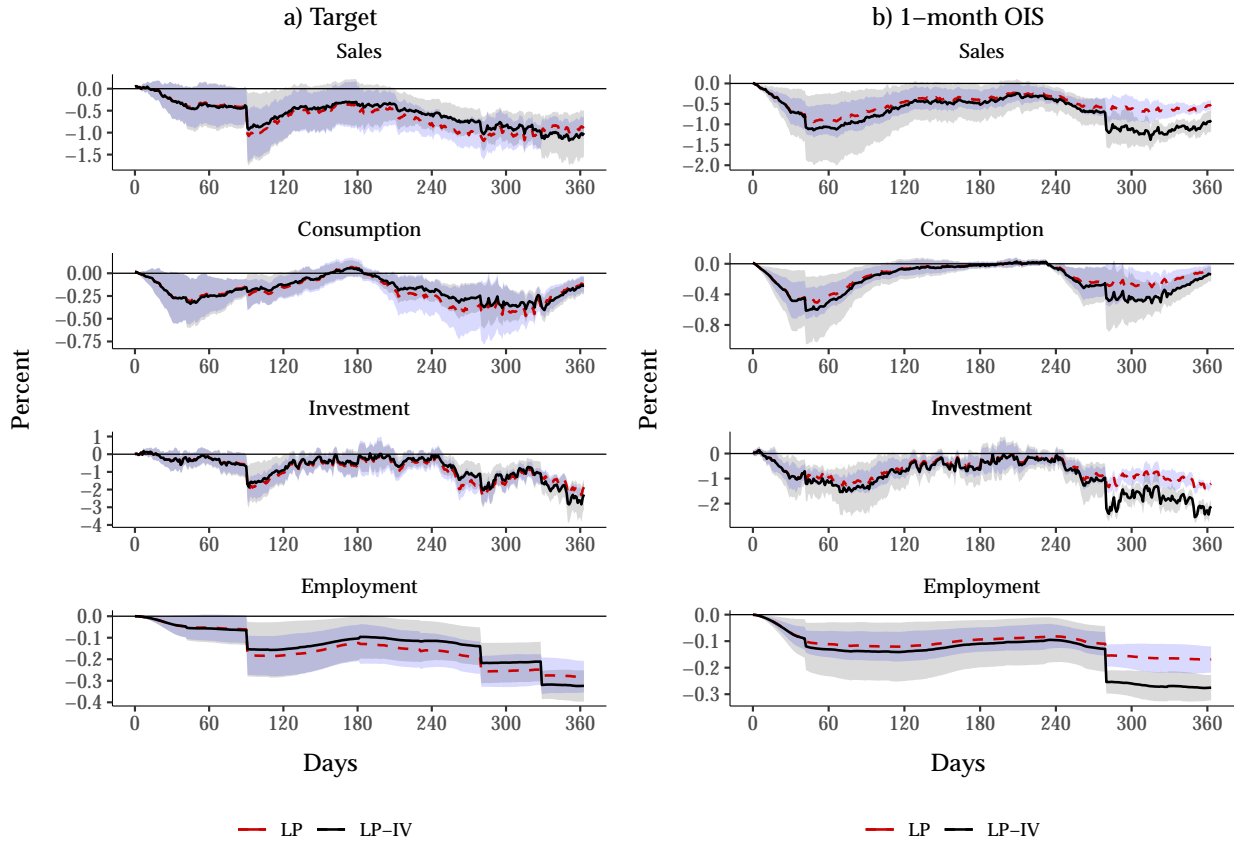 a) Target
Sales
0.0
−0.5
−1.0
−1.5
0 60 120 180 240 300 360
Consumption
0.00
−0.25
−0.50
−0.75
0 60 120 180 240 300 360
Investment
1
0
−1
−2
−3
−4
0 60 120 180 240 300 360
Employment
0.0
−0.1
−0.2
−0.3
−0.4
0 60 120 180 240 300 360
Percent
Days
LP LP−IV
b) 1−month OIS
Sales
0.0
−0.5
−1.0
−1.5
−2.0
0 60 120 180 240 300 360
Consumption
0.0
−0.4
−0.8
0 60 120 180 240 300 360
Investment
0
−1
−2
0 60 120 180 240 300 360
Employment
0.0
−0.1
−0.2
−0.3
0 60 120 180 240 300 360
Percent
Days
LP LP−IV